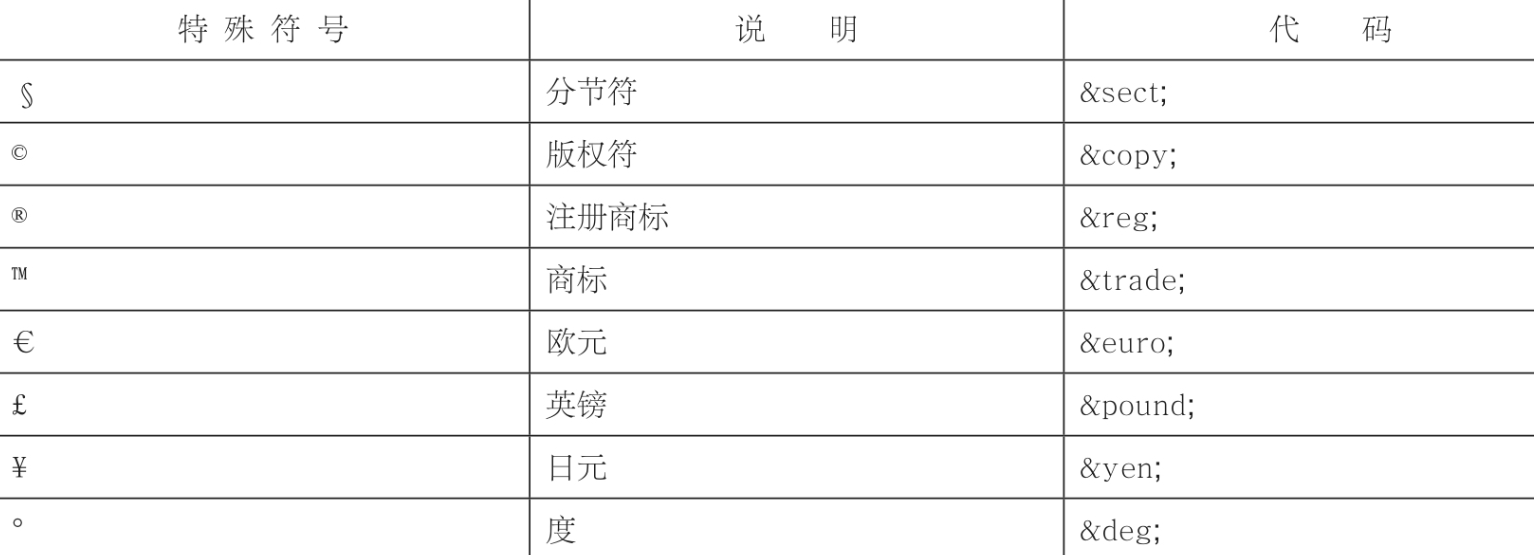 特殊符号 说明 代码
§ 分节符 &sect;
© 版权符 &copy;
® 注册商标 &reg;
™ 商标 &trade;
€ 欧元 &euro;
£ 英镑 &pound;
¥ 日元 &yen;
° 度 &deg;